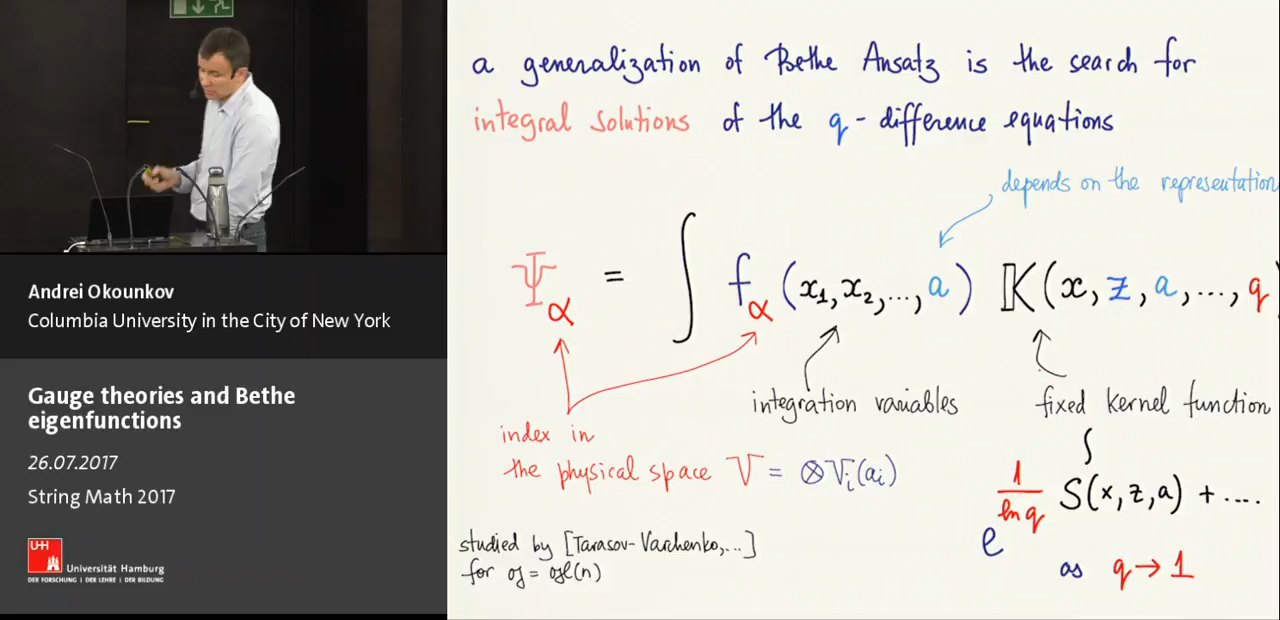 Andrei Okounkov
Columbia University in the City of New York
Gauge theories and Bethe
eigenfunctions
26.07.2017
String Math 2017
UHH
Universität Hamburg
DER FORSCHUNG | DER LEHRE | DER BILDUNG
a generalization of Bethe Ansatz is the search for
integral solutions of the q-difference equations
depends on the representation
Ψ_α = ∫ f_α (x₁, x₂, ..., a) 𝕂(x, z, a, ..., q)
integration variables
fixed kernel function
index in
the physical space V = ⊗ V_i(a_i)
∫
e^{1/ln q S(x, z, a) + ....}
as q → 1
studied by [Tarasov-Varchenko, ...]
for 𝔤 = 𝔤𝔩(n)